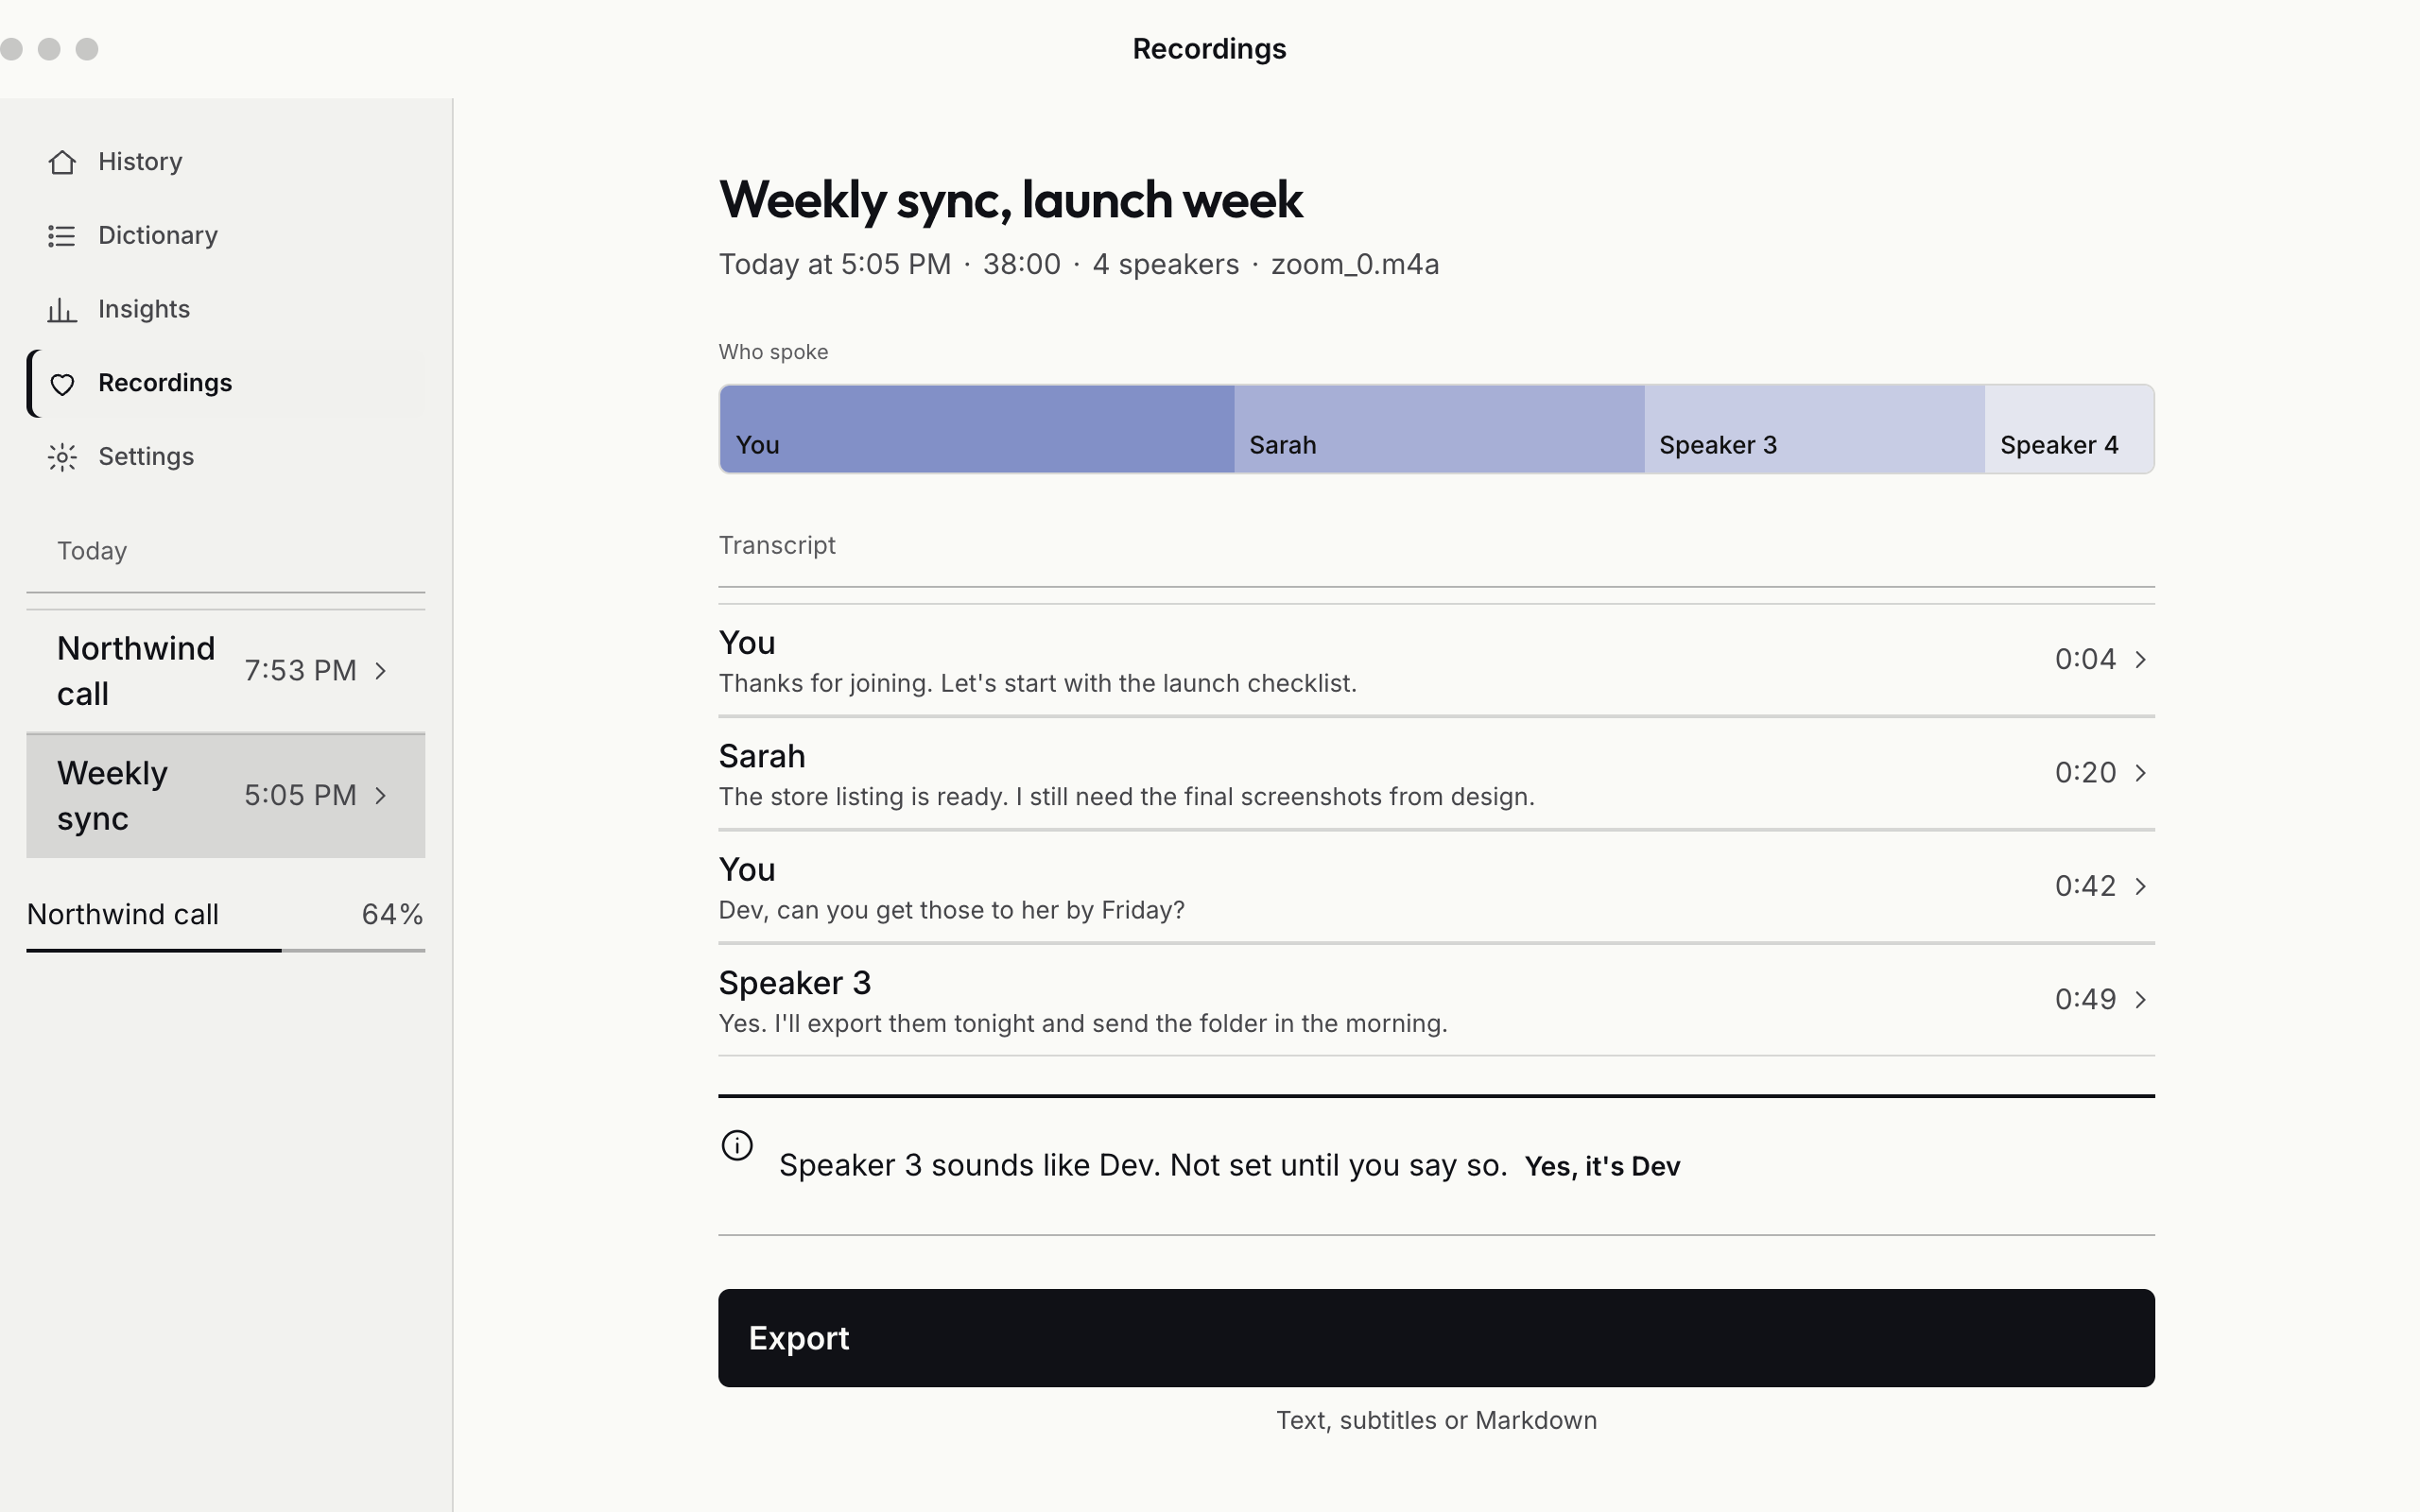 Recordings
History
Dictionary
Insights
Recordings
Settings
Today
Northwind call
7:53 PM
Weekly sync
5:05 PM
Northwind call
64%
Weekly sync, launch week
Today at 5:05 PM · 38:00 · 4 speakers · zoom_0.m4a
Who spoke
You
Sarah
Speaker 3
Speaker 4
Transcript
You
0:04
Thanks for joining. Let's start with the launch checklist.
Sarah
0:20
The store listing is ready. I still need the final screenshots from design.
You
0:42
Dev, can you get those to her by Friday?
Speaker 3
0:49
Yes. I'll export them tonight and send the folder in the morning.
Speaker 3 sounds like Dev. Not set until you say so. Yes, it's Dev
Export
Text, subtitles or Markdown